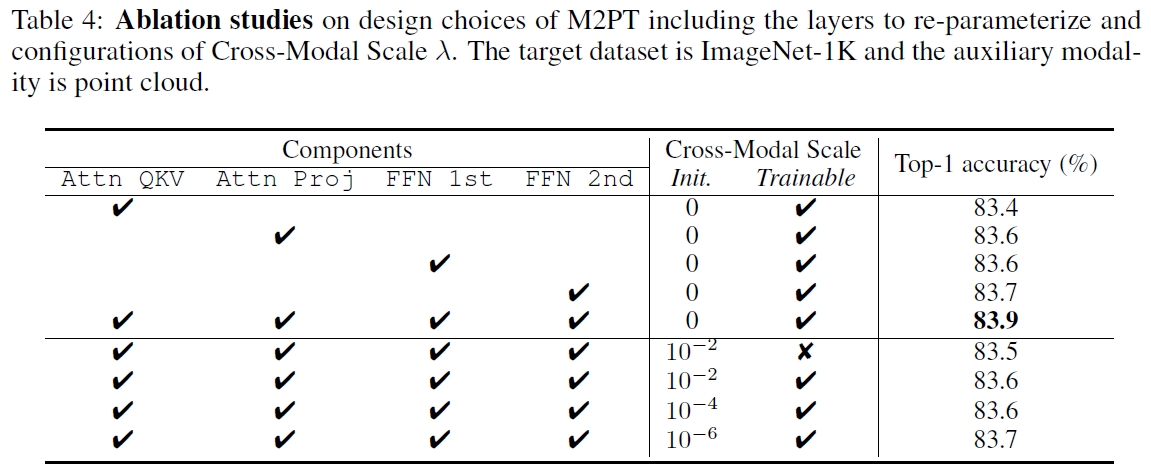 Table 4: Ablation studies on design choices of M2PT including the layers to re-parameterize and
configurations of Cross-Modal Scale λ. The target dataset is ImageNet-1K and the auxiliary modal-
ity is point cloud.
Components Cross-Modal Scale Top-1 accuracy (%)
Attn QKV Attn Proj FFN 1st FFN 2nd Init. Trainable
✔ 0 ✔ 83.4
✔ 0 ✔ 83.6
✔ 0 ✔ 83.6
✔ 0 ✔ 83.7
✔ ✔ ✔ ✔ 0 ✔ 83.9
✔ ✔ ✔ ✔ 10⁻² ✘ 83.5
✔ ✔ ✔ ✔ 10⁻² ✔ 83.6
✔ ✔ ✔ ✔ 10⁻⁴ ✔ 83.6
✔ ✔ ✔ ✔ 10⁻⁶ ✔ 83.7